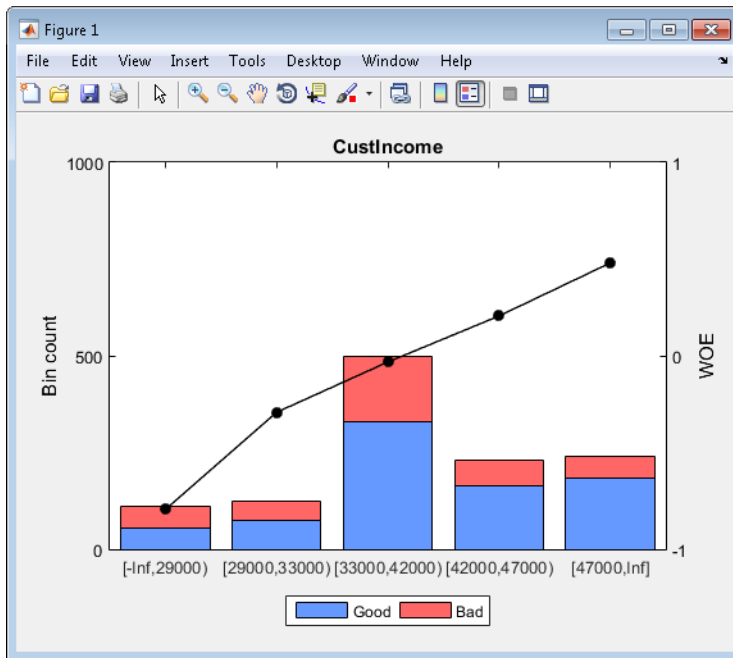 Figure 1
File Edit View Insert Tools Desktop Window Help
CustIncome
1000
500
0
Bin count
1
0
-1
WOE
[-Inf,29000) [29000,33000) [33000,42000) [42000,47000) [47000,Inf]
Good Bad